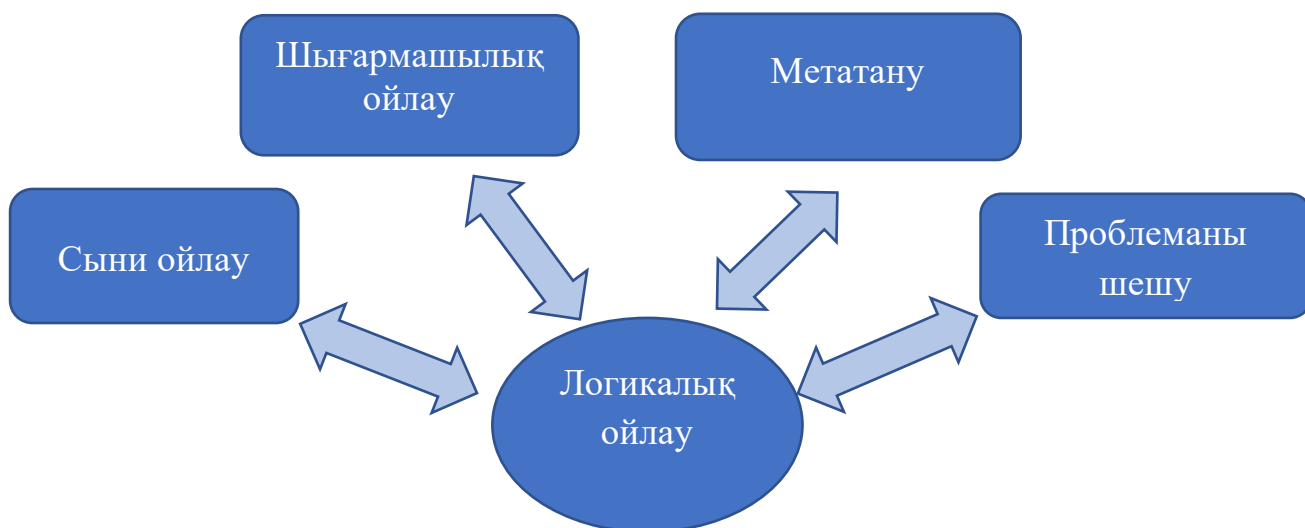 Шығармашылық
ойлау
Метатану
Сыни ойлау
Проблеманы
шешу
Логикалық
ойлау